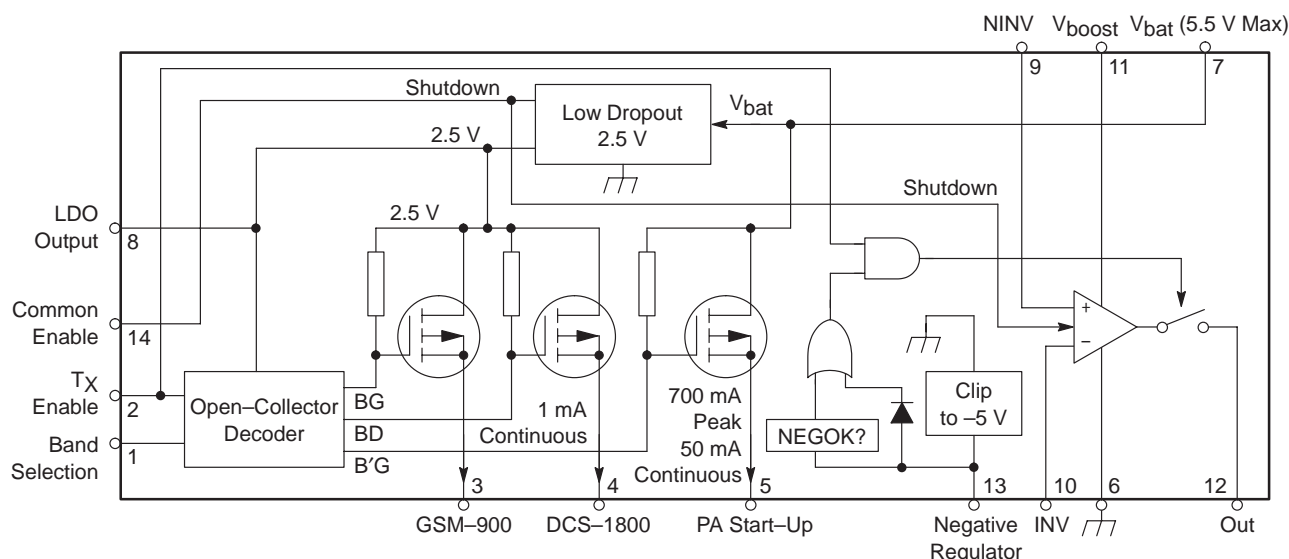 NINV
Vboost
Vbat (5.5 V Max)
9
11
7
Shutdown
Low Dropout
2.5 V
Vbat
2.5 V
Shutdown
LDO
Output
8
2.5 V
Common
Enable
14
+
–
TX
Enable
2
Open–Collector
Decoder
BG
BD
B′G
1 mA
Continuous
700 mA
Peak
50 mA
Continuous
NEGOK?
Clip
to –5 V
Band
Selection
1
3
4
5
13
10
6
12
GSM–900
DCS–1800
PA Start–Up
Negative
Regulator
INV
Out